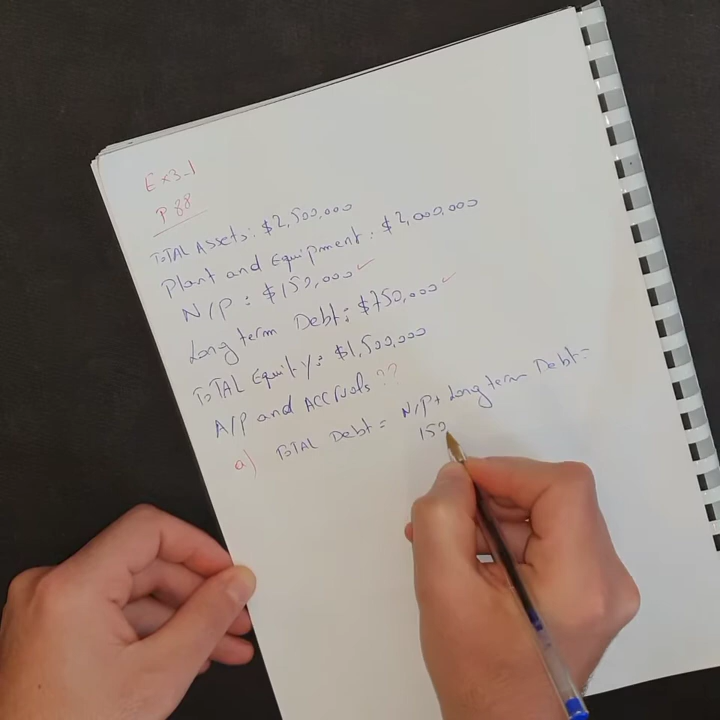 Ex3-1
P.88
TOTAL Assets: $2,500,000
Plant and Equipment: $2,000,000
N/P: $150,000 ✓
Long term Debt: $750,000 ✓
TOTAL Equity: $1,500,000
A/P and Accruals ??
a) TOTAL Debt = N/P + Long term Debt =
150